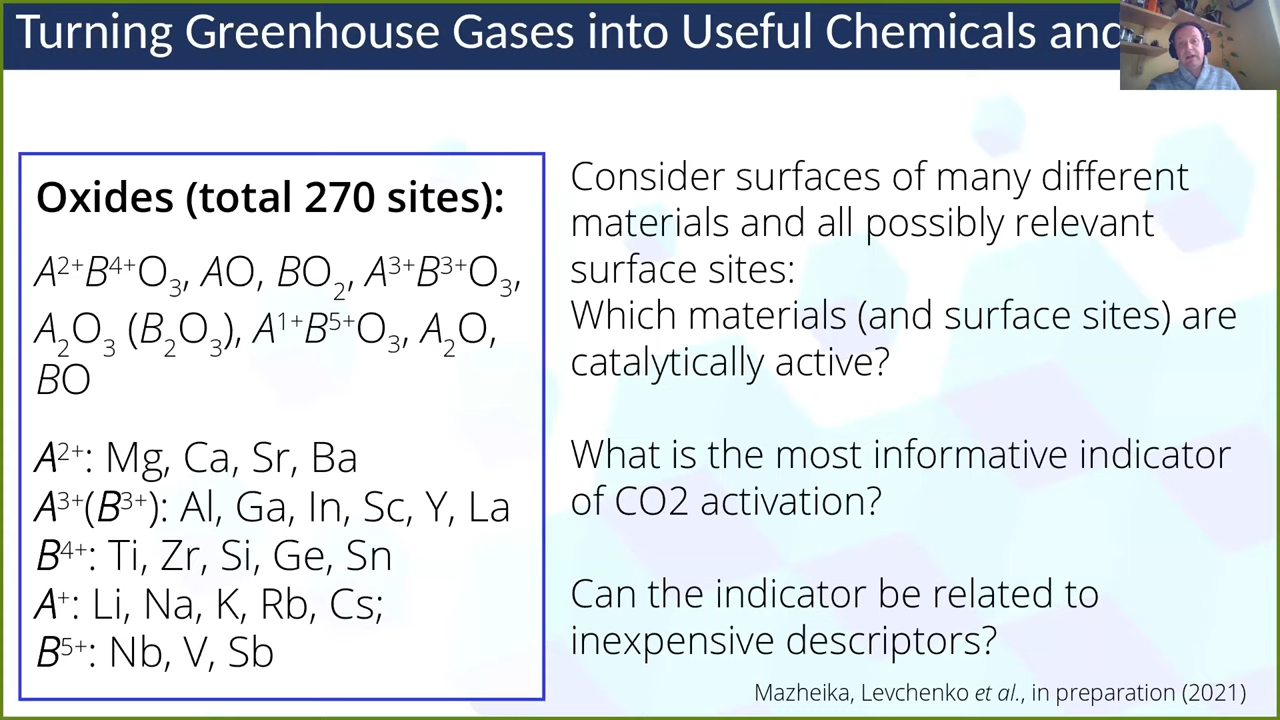 Turning Greenhouse Gases into Useful Chemicals and
Oxides (total 270 sites):
A²⁺B⁴⁺O₃, AO, BO₂, A³⁺B³⁺O₃,
A₂O₃ (B₂O₃), A¹⁺B⁵⁺O₃, A₂O,
BO
A²⁺: Mg, Ca, Sr, Ba
A³⁺(B³⁺): Al, Ga, In, Sc, Y, La
B⁴⁺: Ti, Zr, Si, Ge, Sn
A⁺: Li, Na, K, Rb, Cs;
B⁵⁺: Nb, V, Sb
Consider surfaces of many different
materials and all possibly relevant
surface sites:
Which materials (and surface sites) are
catalytically active?
What is the most informative indicator
of CO2 activation?
Can the indicator be related to
inexpensive descriptors?
Mazheika, Levchenko et al., in preparation (2021)